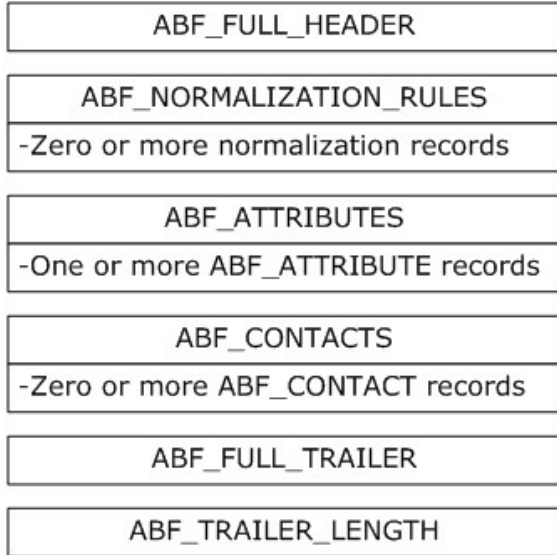 ABF_FULL_HEADER
ABF_NORMALIZATION_RULES
-Zero or more normalization records
ABF_ATTRIBUTES
-One or more ABF_ATTRIBUTE records
ABF_CONTACTS
-Zero or more ABF_CONTACT records
ABF_FULL_TRAILER
ABF_TRAILER_LENGTH